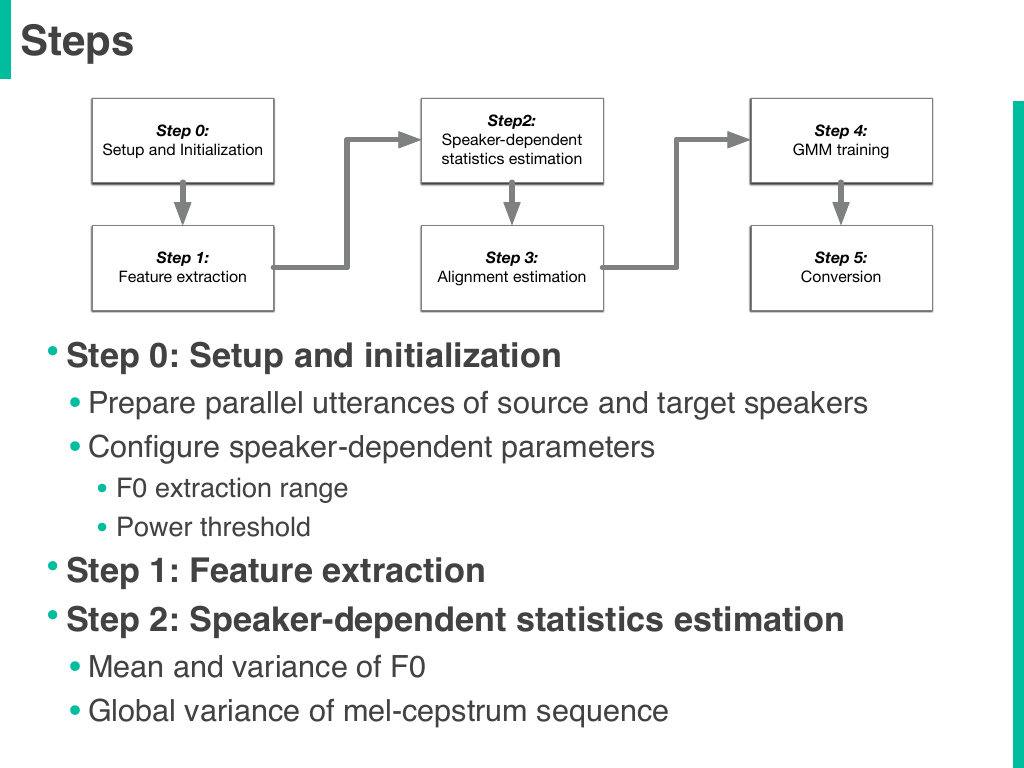 Steps
Step 0:
Setup and Initialization
Step 1:
Feature extraction
Step2:
Speaker-dependent
statistics estimation
Step 3:
Alignment estimation
Step 4:
GMM training
Step 5:
Conversion
• Step 0: Setup and initialization
• Prepare parallel utterances of source and target speakers
• Configure speaker-dependent parameters
• F0 extraction range
• Power threshold
• Step 1: Feature extraction
• Step 2: Speaker-dependent statistics estimation
• Mean and variance of F0
• Global variance of mel-cepstrum sequence